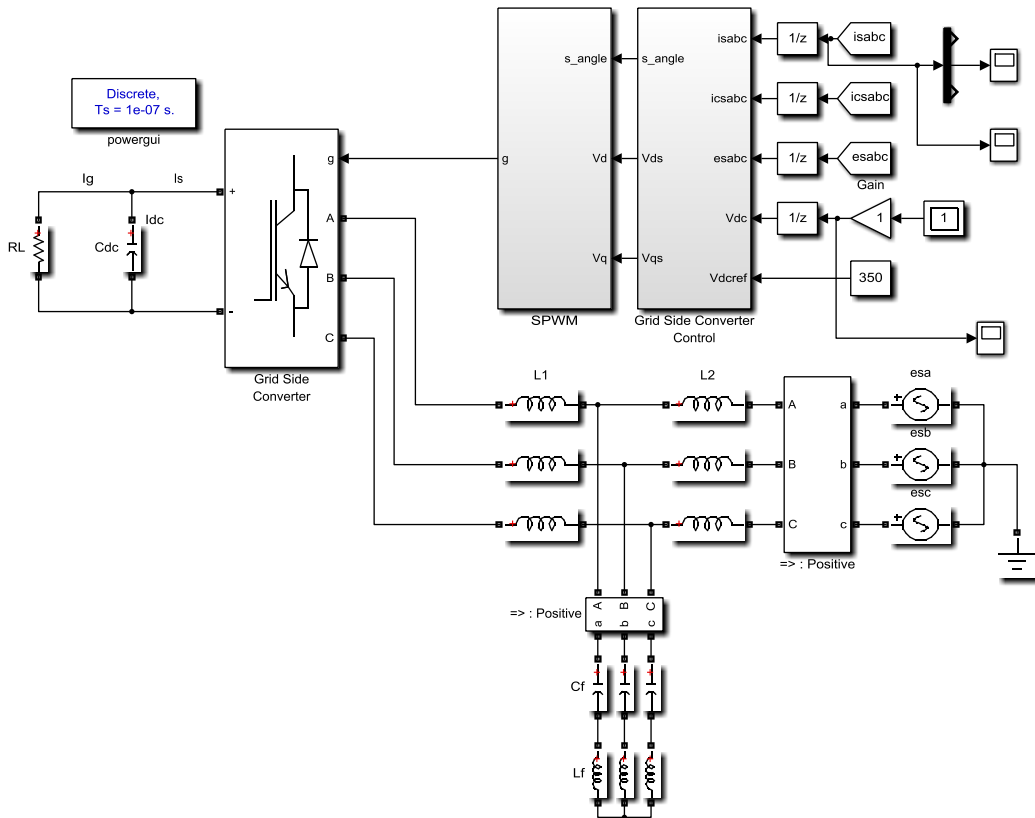 Discrete,
Ts = 1e-07 s.
powergui
Ig
Is
RL
+
Cdc
+
Idc
+
-
g
A
B
C
Grid Side
Converter
s_angle
g
Vd
Vq
SPWM
s_angle
Vds
Vqs
isabc
icsabc
esabc
Vdc
Vdcref
Grid Side Converter
Control
1/z
isabc
1/z
icsabc
1/z
esabc
Gain
1/z
1
1
350
L1
+
+
+
L2
+
+
+
A
B
C
a
b
c
=> : Positive
esa
+
esb
+
esc
+
=> : Positive
A
B
C
a
b
c
Cf
+
+
+
Lf
+
+
+